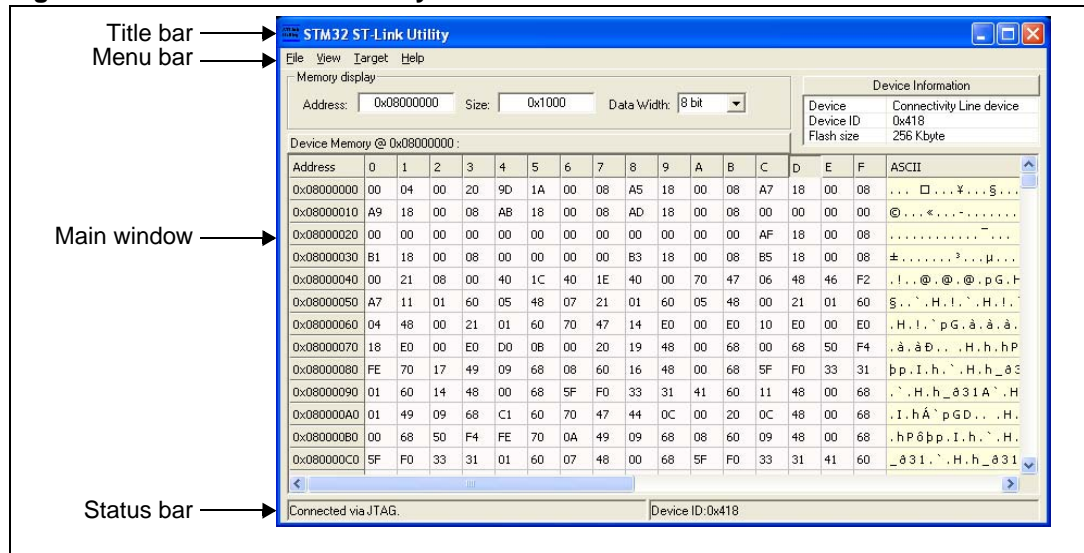 Title bar
Menu bar
Main window
Status bar
STM32 ST-Link Utility
File View Target Help
Memory display
Address: 0x08000000 Size: 0x1000 Data Width: 8 bit
Device Information
Device Connectivity Line device
Device ID 0x418
Flash size 256 Kbyte
Device Memory @ 0x08000000 :
Address 0 1 2 3 4 5 6 7 8 9 A B C D E F ASCII
0x08000000 00 04 00 20 9D 1A 00 08 A5 18 00 08 A7 18 00 08 ... □...¥...§...
0x08000010 A9 18 00 08 AB 18 00 08 AD 18 00 08 00 00 00 00 ©...«...-.......
0x08000020 00 00 00 00 00 00 00 00 00 00 00 00 AF 18 00 08 ............¯...
0x08000030 B1 18 00 08 00 00 00 00 B3 18 00 08 B5 18 00 08 ±.......³...µ...
0x08000040 00 21 08 00 40 1C 40 1E 40 00 70 47 06 48 46 F2 .!..@.@.@.pG.H
0x08000050 A7 11 01 60 05 48 07 21 01 60 05 48 00 21 01 60 §..`.H.!.`.H.!.`
0x08000060 04 48 00 21 01 60 70 47 14 E0 00 E0 10 E0 00 E0 .H.!.`pG.à.à.à.
0x08000070 18 E0 00 E0 D0 0B 00 20 19 48 00 68 00 68 50 F4 .à.àÐ.. .H.h.hP
0x08000080 FE 70 17 49 09 68 08 60 16 48 00 68 5F F0 33 31 þp.I.h.`.H.h_ð3
0x08000090 01 60 14 48 00 68 5F F0 33 31 41 60 11 48 00 68 .`.H.h_ð31A`.H
0x080000A0 01 49 09 68 C1 60 70 47 44 0C 00 20 0C 48 00 68 .I.hÁ`pGD.. .H.
0x080000B0 00 68 50 F4 FE 70 0A 49 09 68 08 60 09 48 00 68 .hPôþp.I.h.`.H.
0x080000C0 5F F0 33 31 01 60 07 48 00 68 5F F0 33 31 41 60 _ð31.`.H.h_ð31
Connected via JTAG. Device ID:0x418